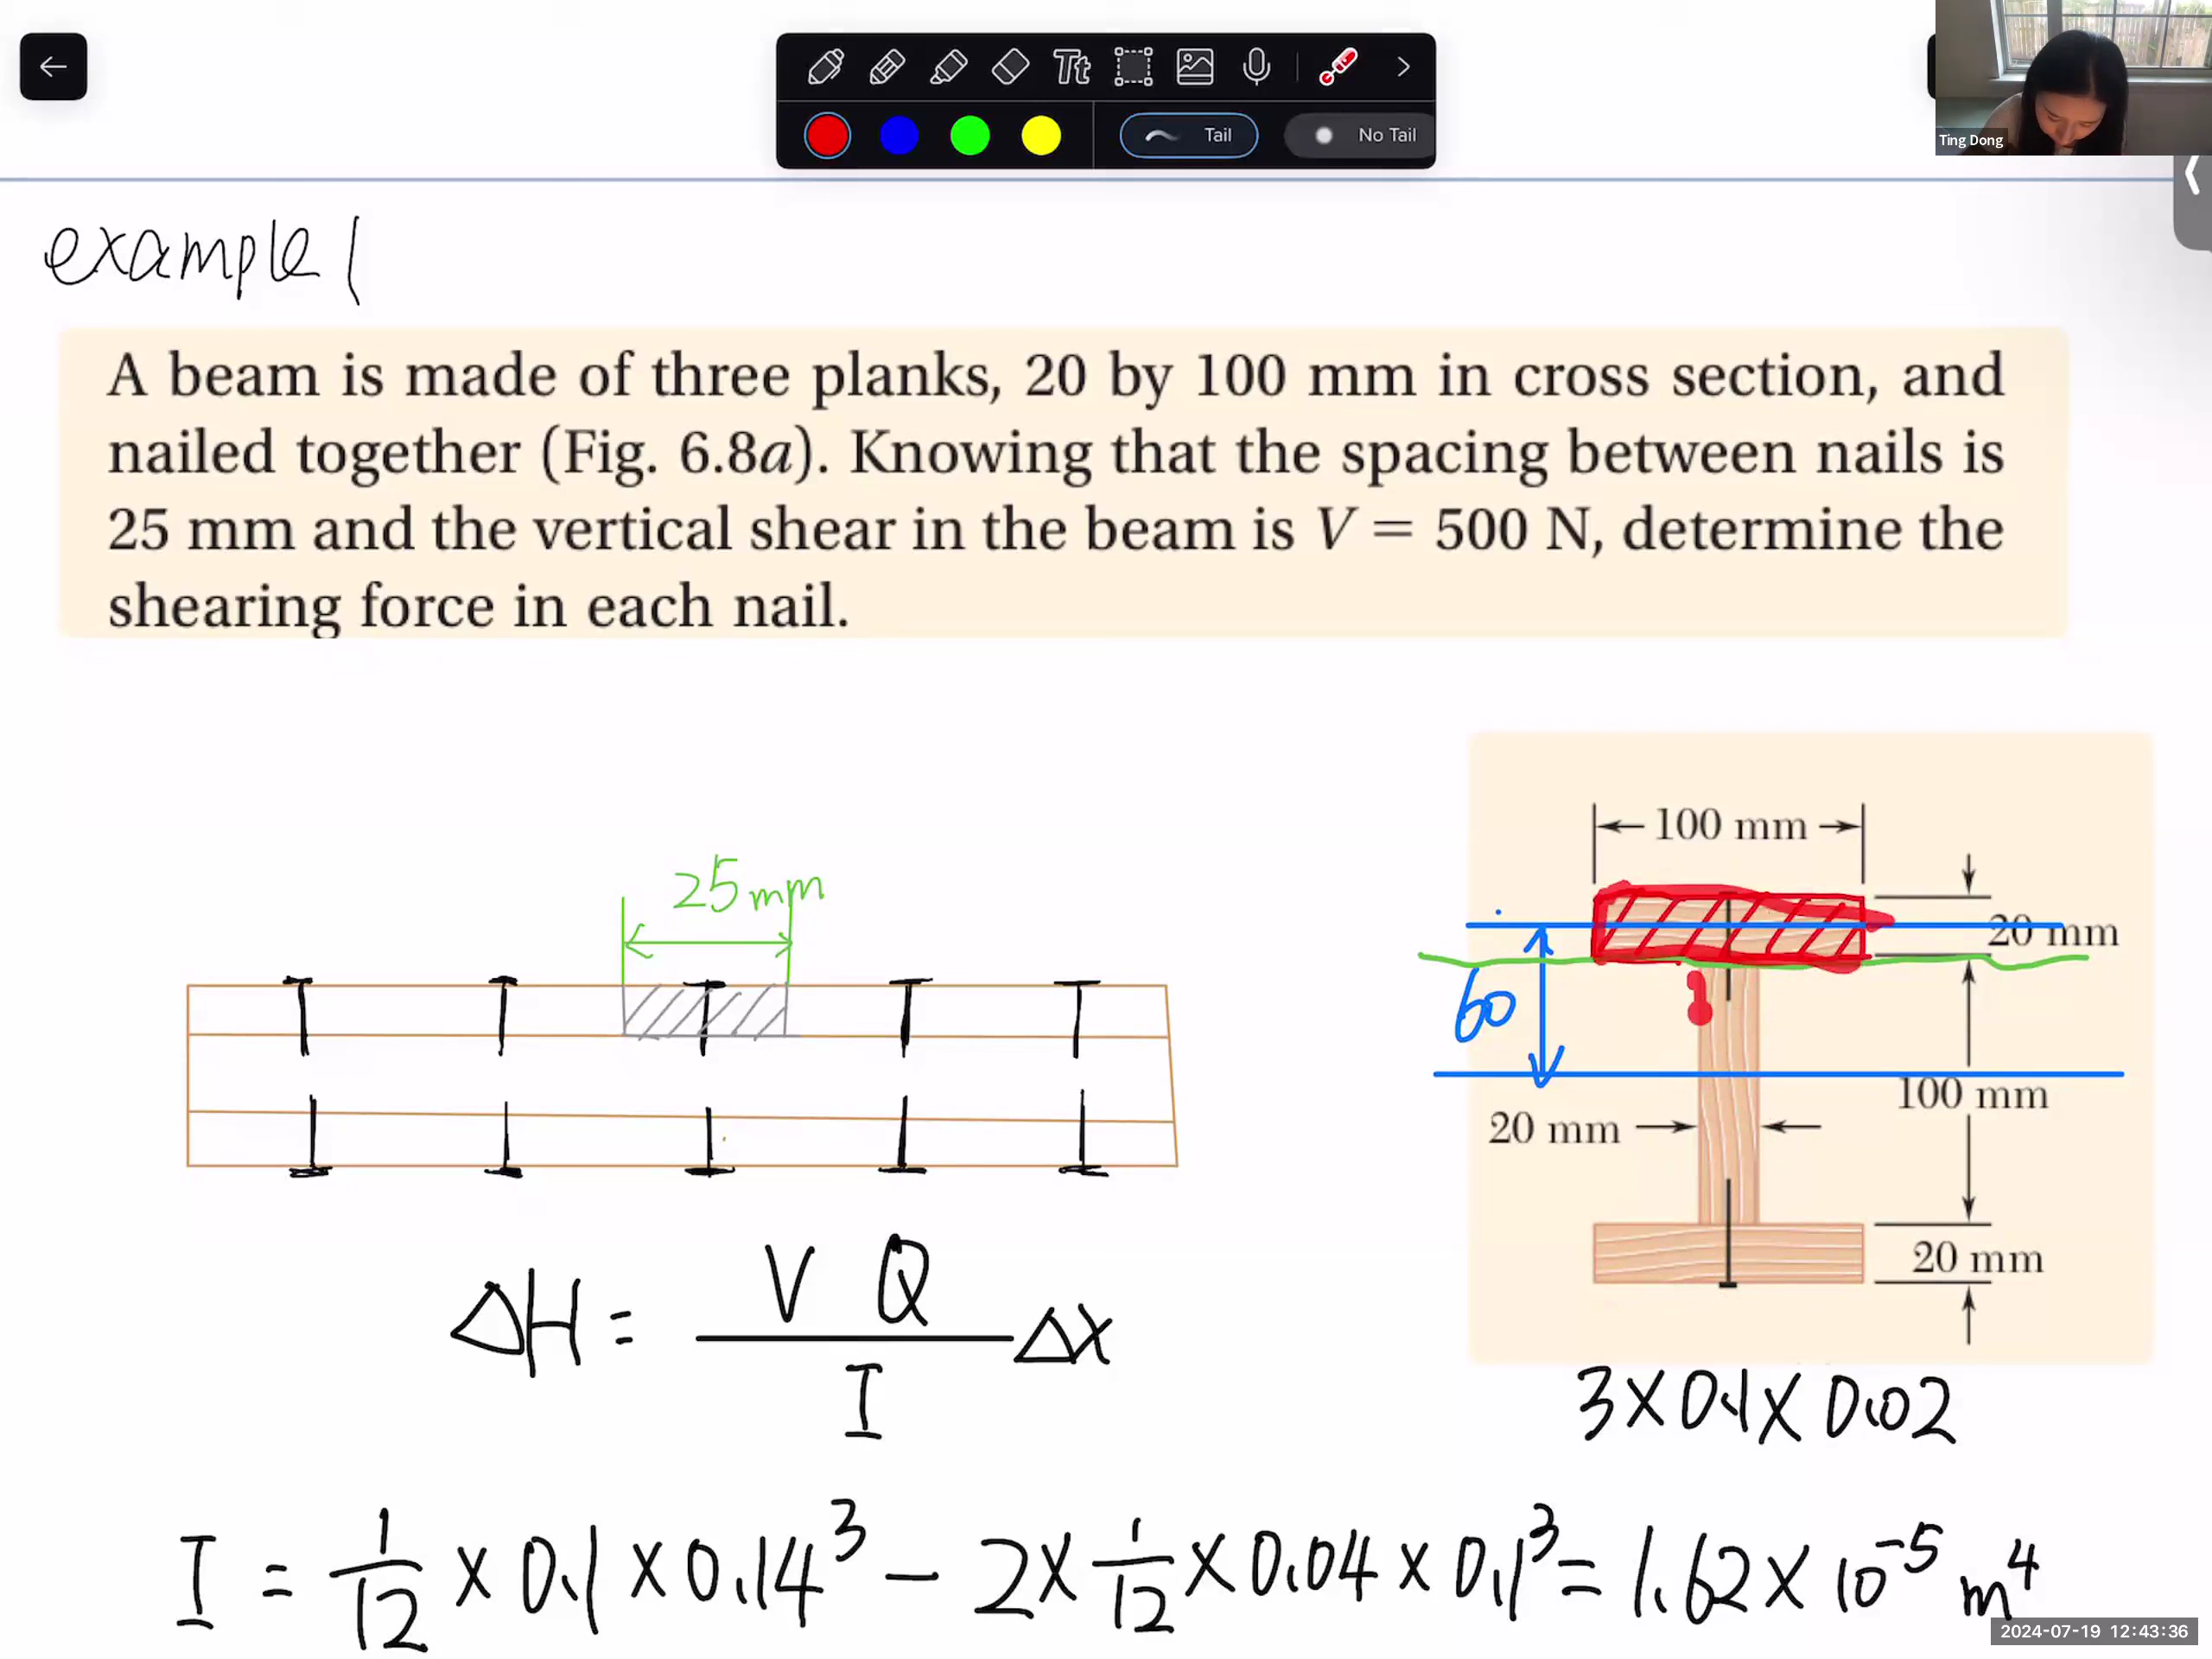 Tt
Tail
No Tail
Ting Dong
example 1
A beam is made of three planks, 20 by 100 mm in cross section, and
nailed together (Fig. 6.8a). Knowing that the spacing between nails is
25 mm and the vertical shear in the beam is V = 500 N, determine the
shearing force in each nail.
25mm
100 mm
20 mm
60
100 mm
20 mm
20 mm
ΔH = V Q / I Δx
3×0.1×0.02
I = 1/12 × 0.1 × 0.14³ − 2× 1/12 × 0.04 × 0.1³ = 1.62 × 10⁻⁵ m⁴
2024-07-19 12:43:36